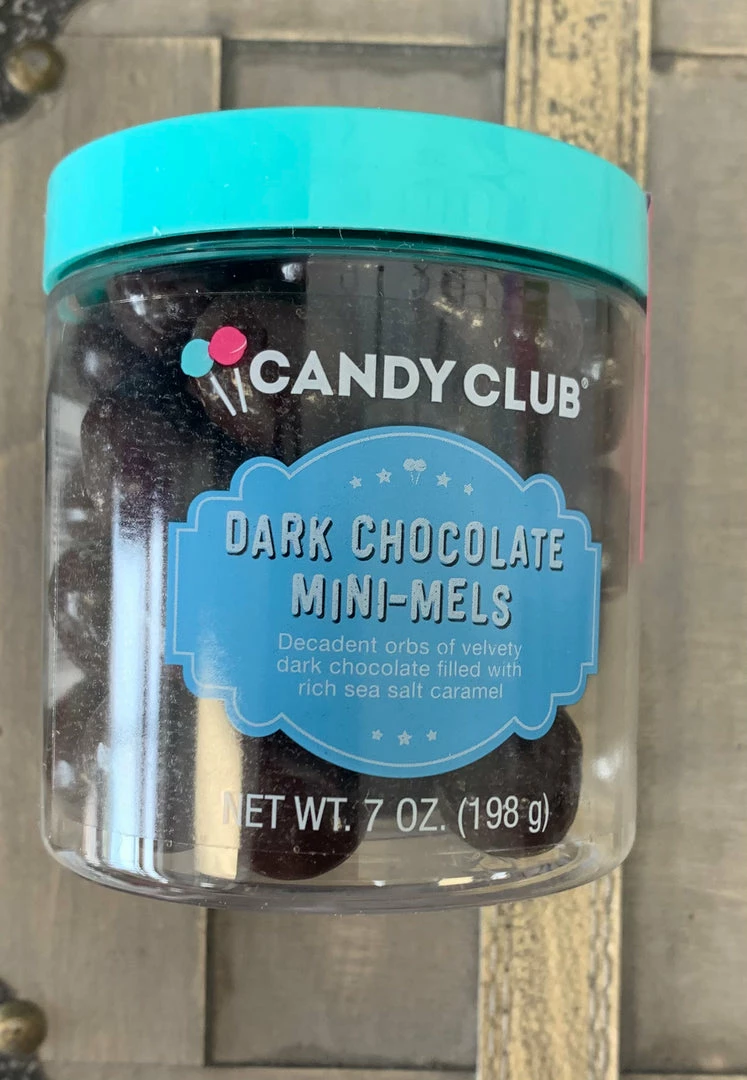 CANDY CLUB®
DARK CHOCOLATE
MINI-MELS
Decadent orbs of velvety
dark chocolate filled with
rich sea salt caramel
NET WT. 7 OZ. (198 g)